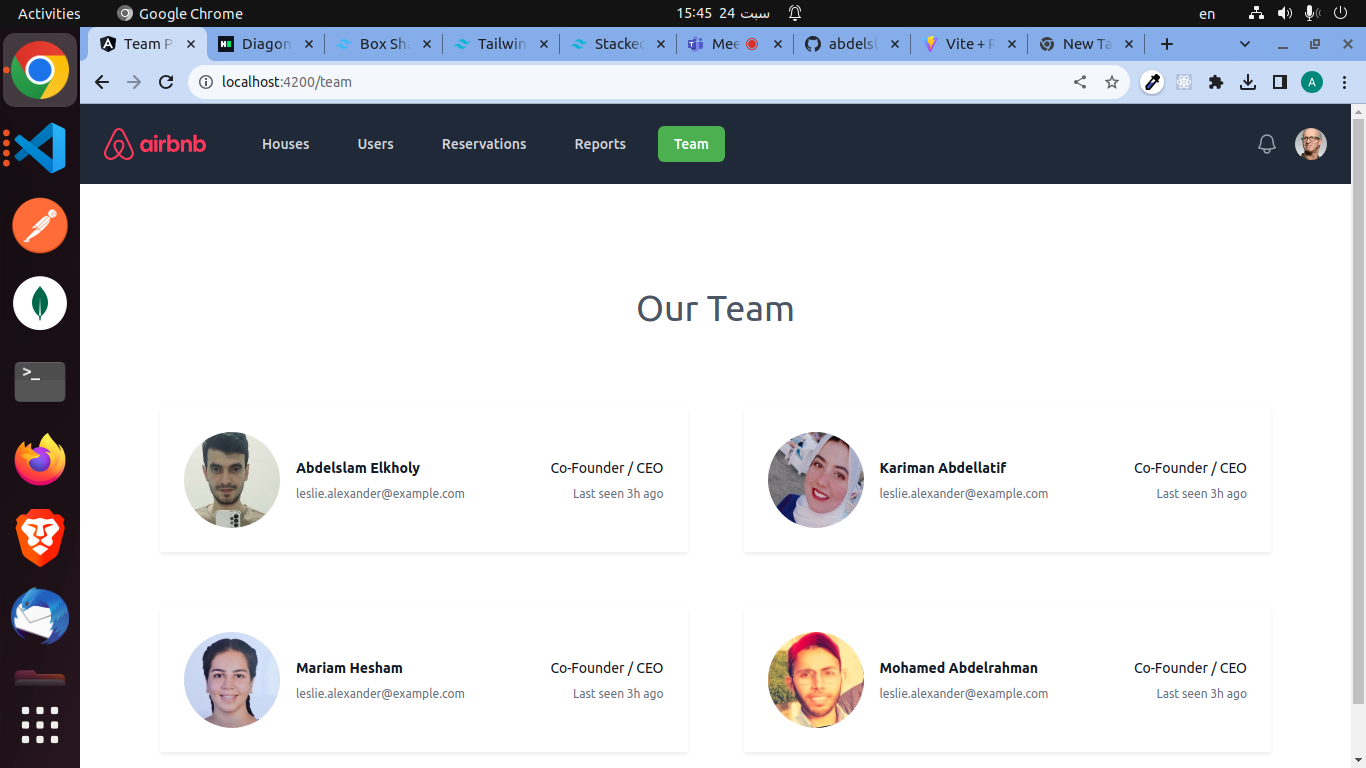 Activities Google Chrome 15:45 24 سبت en
Team P Diagon Box Sha Tailwin Stacked Mee abdelsl Vite + R New Ta
localhost:4200/team A
airbnb Houses Users Reservations Reports Team
Our Team
Abdelslam Elkholy Co-Founder / CEO
leslie.alexander@example.com Last seen 3h ago
Kariman Abdellatif Co-Founder / CEO
leslie.alexander@example.com Last seen 3h ago
Mariam Hesham Co-Founder / CEO
leslie.alexander@example.com Last seen 3h ago
Mohamed Abdelrahman Co-Founder / CEO
leslie.alexander@example.com Last seen 3h ago